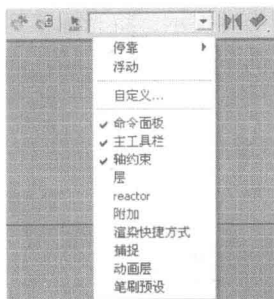 停靠
浮动
自定义...
命令面板
主工具栏
轴约束
层
reactor
附加
渲染快捷方式
捕捉
动画层
笔刷预设